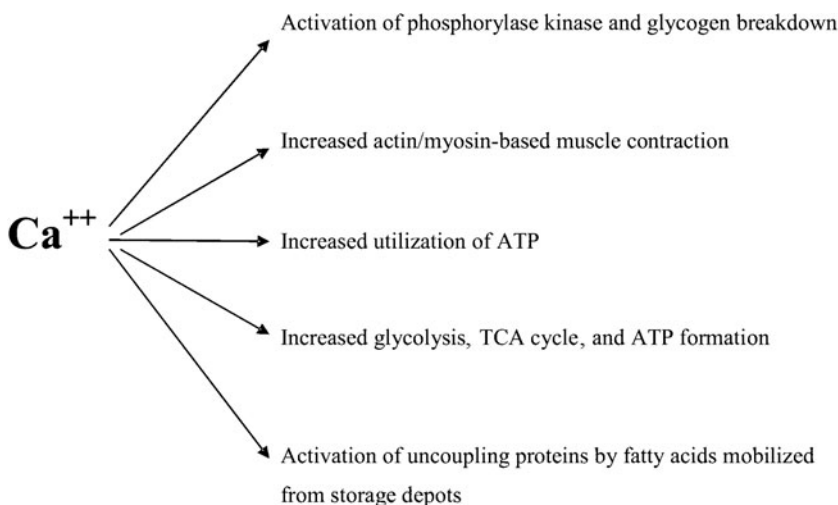 Activation of phosphorylase kinase and glycogen breakdown
Increased actin/myosin-based muscle contraction
Ca++
Increased utilization of ATP
Increased glycolysis, TCA cycle, and ATP formation
Activation of uncoupling proteins by fatty acids mobilized
from storage depots